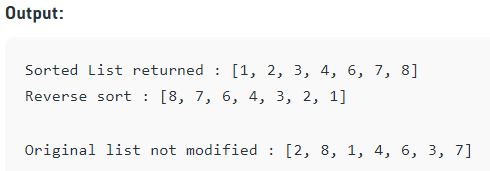 Output:
Sorted List returned : [1, 2, 3, 4, 6, 7, 8]
Reverse sort : [8, 7, 6, 4, 3, 2, 1]
Original list not modified : [2, 8, 1, 4, 6, 3, 7]